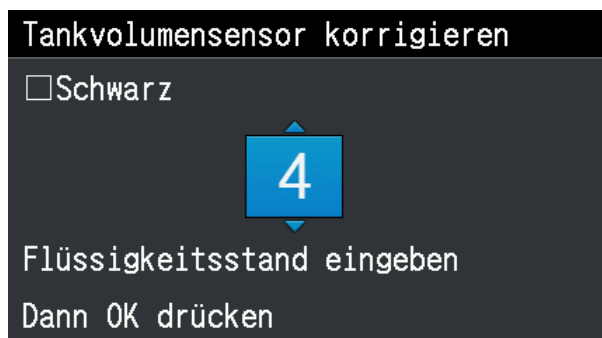 Tankvolumensensor korrigieren
□Schwarz
4
Flüssigkeitsstand eingeben
Dann OK drücken